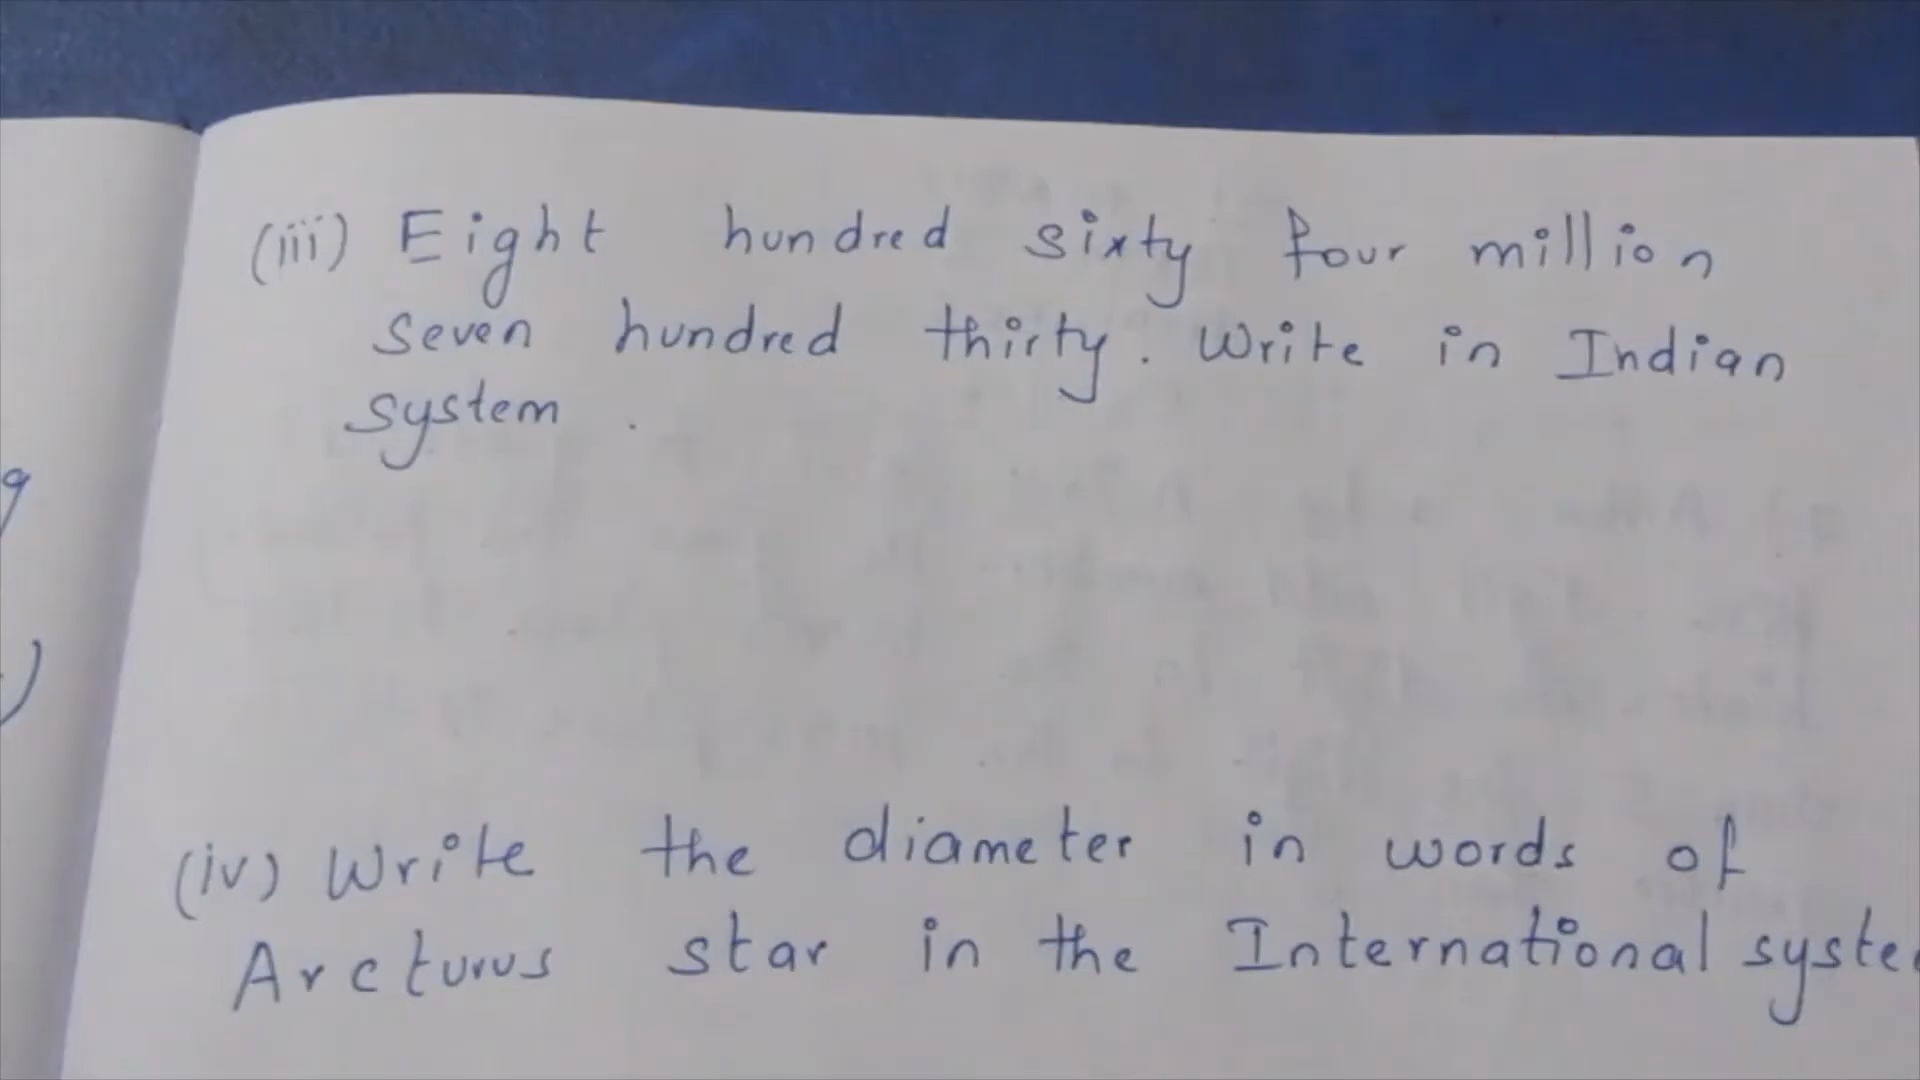 (iii) Eight hundred sixty four million
seven hundred thirty. Write in Indian
system.
(iv) Write the diameter in words of
Arcturus star in the International syste